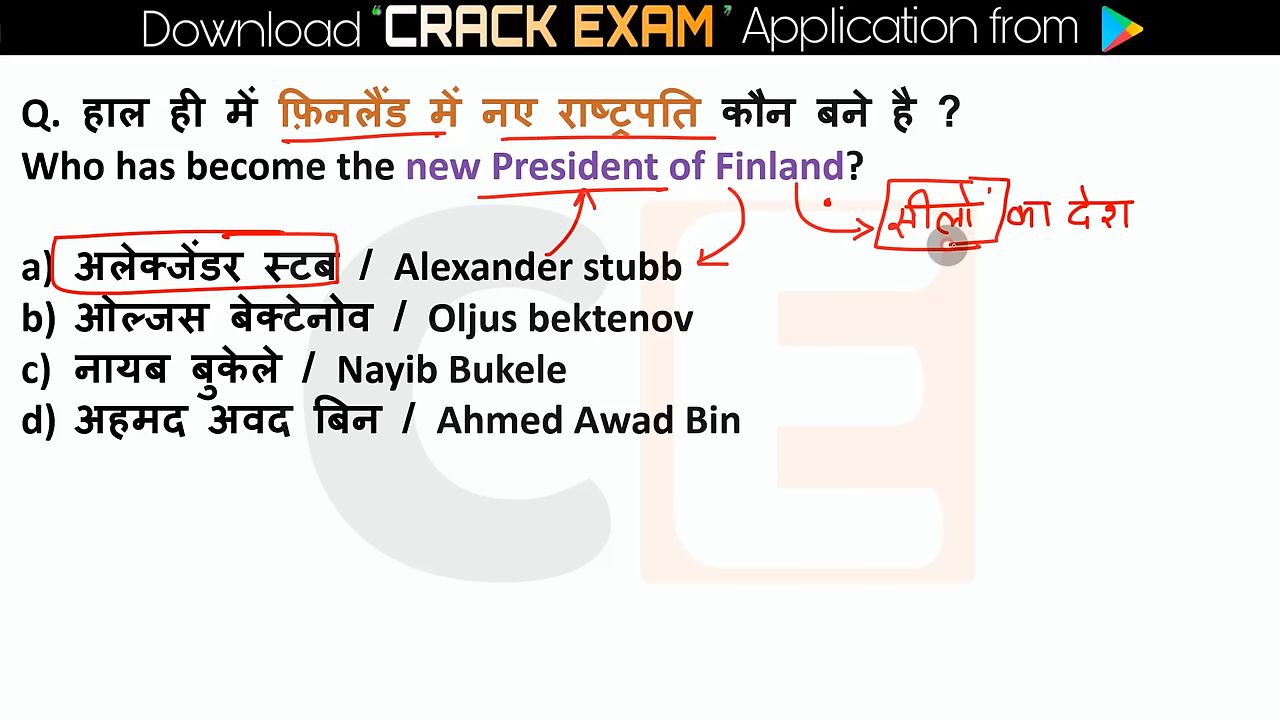 Download “CRACK EXAM” Application from
Q. हाल ही में फ़िनलैंड में नए राष्ट्रपति कौन बने है ?
Who has become the new President of Finland?
सीलों का देश
a) अलेक्जेंडर स्टब / Alexander stubb
b) ओल्जस बेक्टेनोव / Oljus bektenov
c) नायब बुकेले / Nayib Bukele
d) अहमद अवद बिन / Ahmed Awad Bin
CE